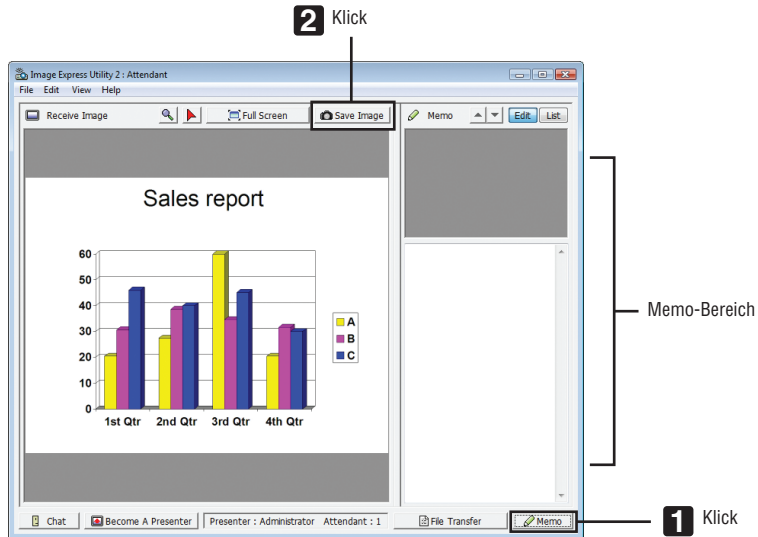 2 Klick
Image Express Utility 2 : Attendant
File Edit View Help
Receive Image Full Screen Save Image Memo Edit List
Sales report
60
50
40
30
20
10
0
A
B
C
1st Qtr 2nd Qtr 3rd Qtr 4th Qtr
Memo-Bereich
Chat Become A Presenter Presenter : Administrator Attendant : 1 File Transfer Memo
1 Klick